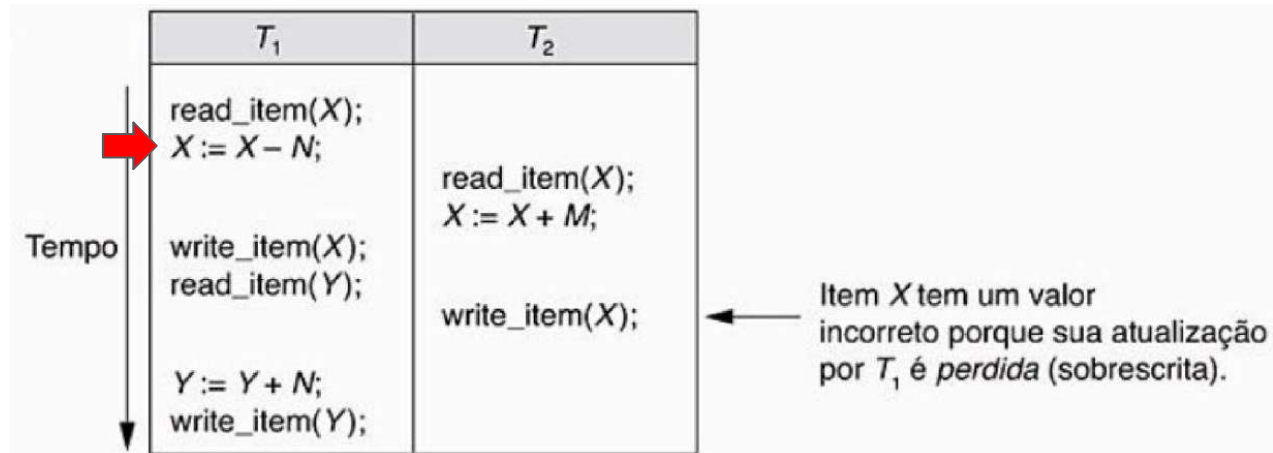 T₁ T₂
read_item(X);
X := X – N;
read_item(X);
X := X + M;
Tempo
write_item(X);
read_item(Y);
write_item(X);
Item X tem um valor
incorreto porque sua atualização
por T₁ é perdida (sobrescrita).
Y := Y + N;
write_item(Y);